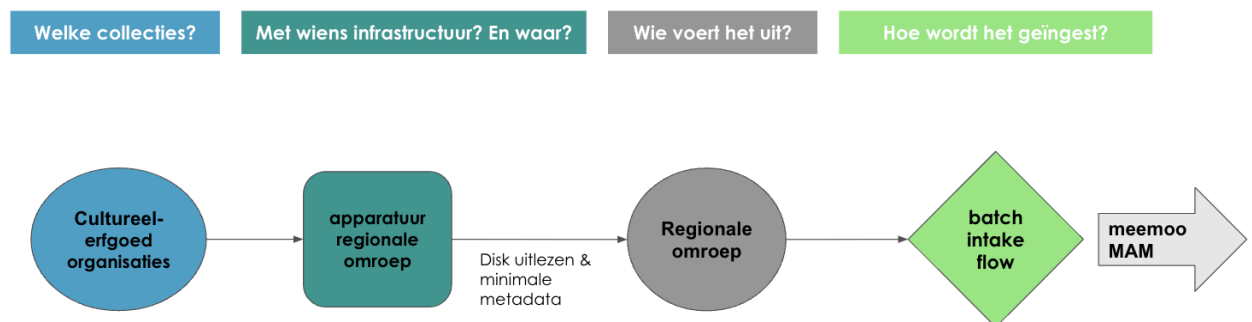 Welke collecties?
Met wiens infrastructuur? En waar?
Wie voert het uit?
Hoe wordt het geïngest?
Cultureel-
erfgoed
organisaties
apparatuur
regionale
omroep
Disk uitlezen &
minimale
metadata
Regionale
omroep
batch
intake
flow
meemoo
MAM